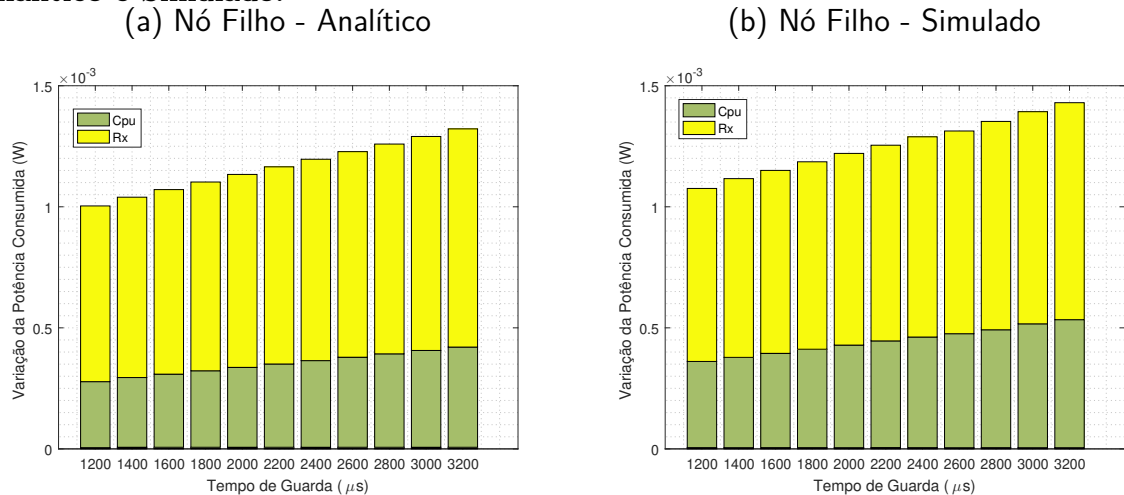 (a) Nó Filho - Analítico
(b) Nó Filho - Simulado
×10⁻³
1.5
1
0.5
0
Variação da Potência Consumida (W)
Cpu
Rx
1200 1400 1600 1800 2000 2200 2400 2600 2800 3000 3200
Tempo de Guarda ( μs)
×10⁻³
1.5
1
0.5
0
Variação da Potência Consumida (W)
Cpu
Rx
1200 1400 1600 1800 2000 2200 2400 2600 2800 3000 3200
Tempo de Guarda ( μs)